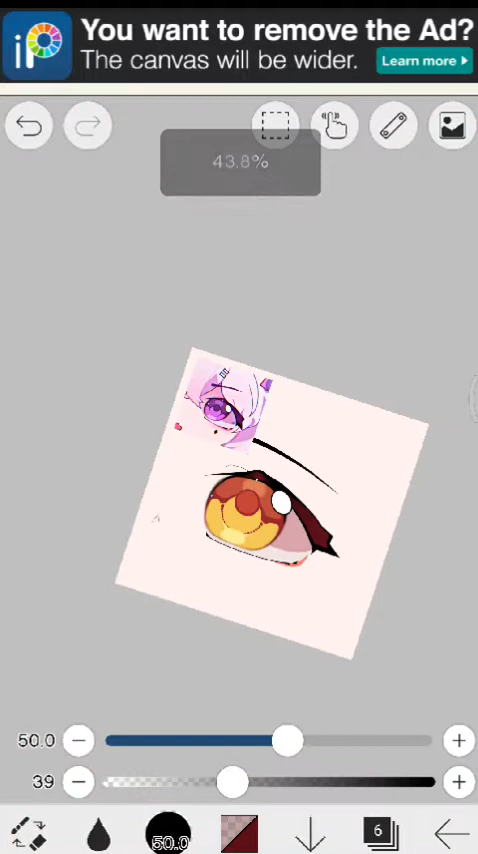 iP
You want to remove the Ad?
The canvas will be wider.
Learn more
43.8%
50.0
39
50.0
6